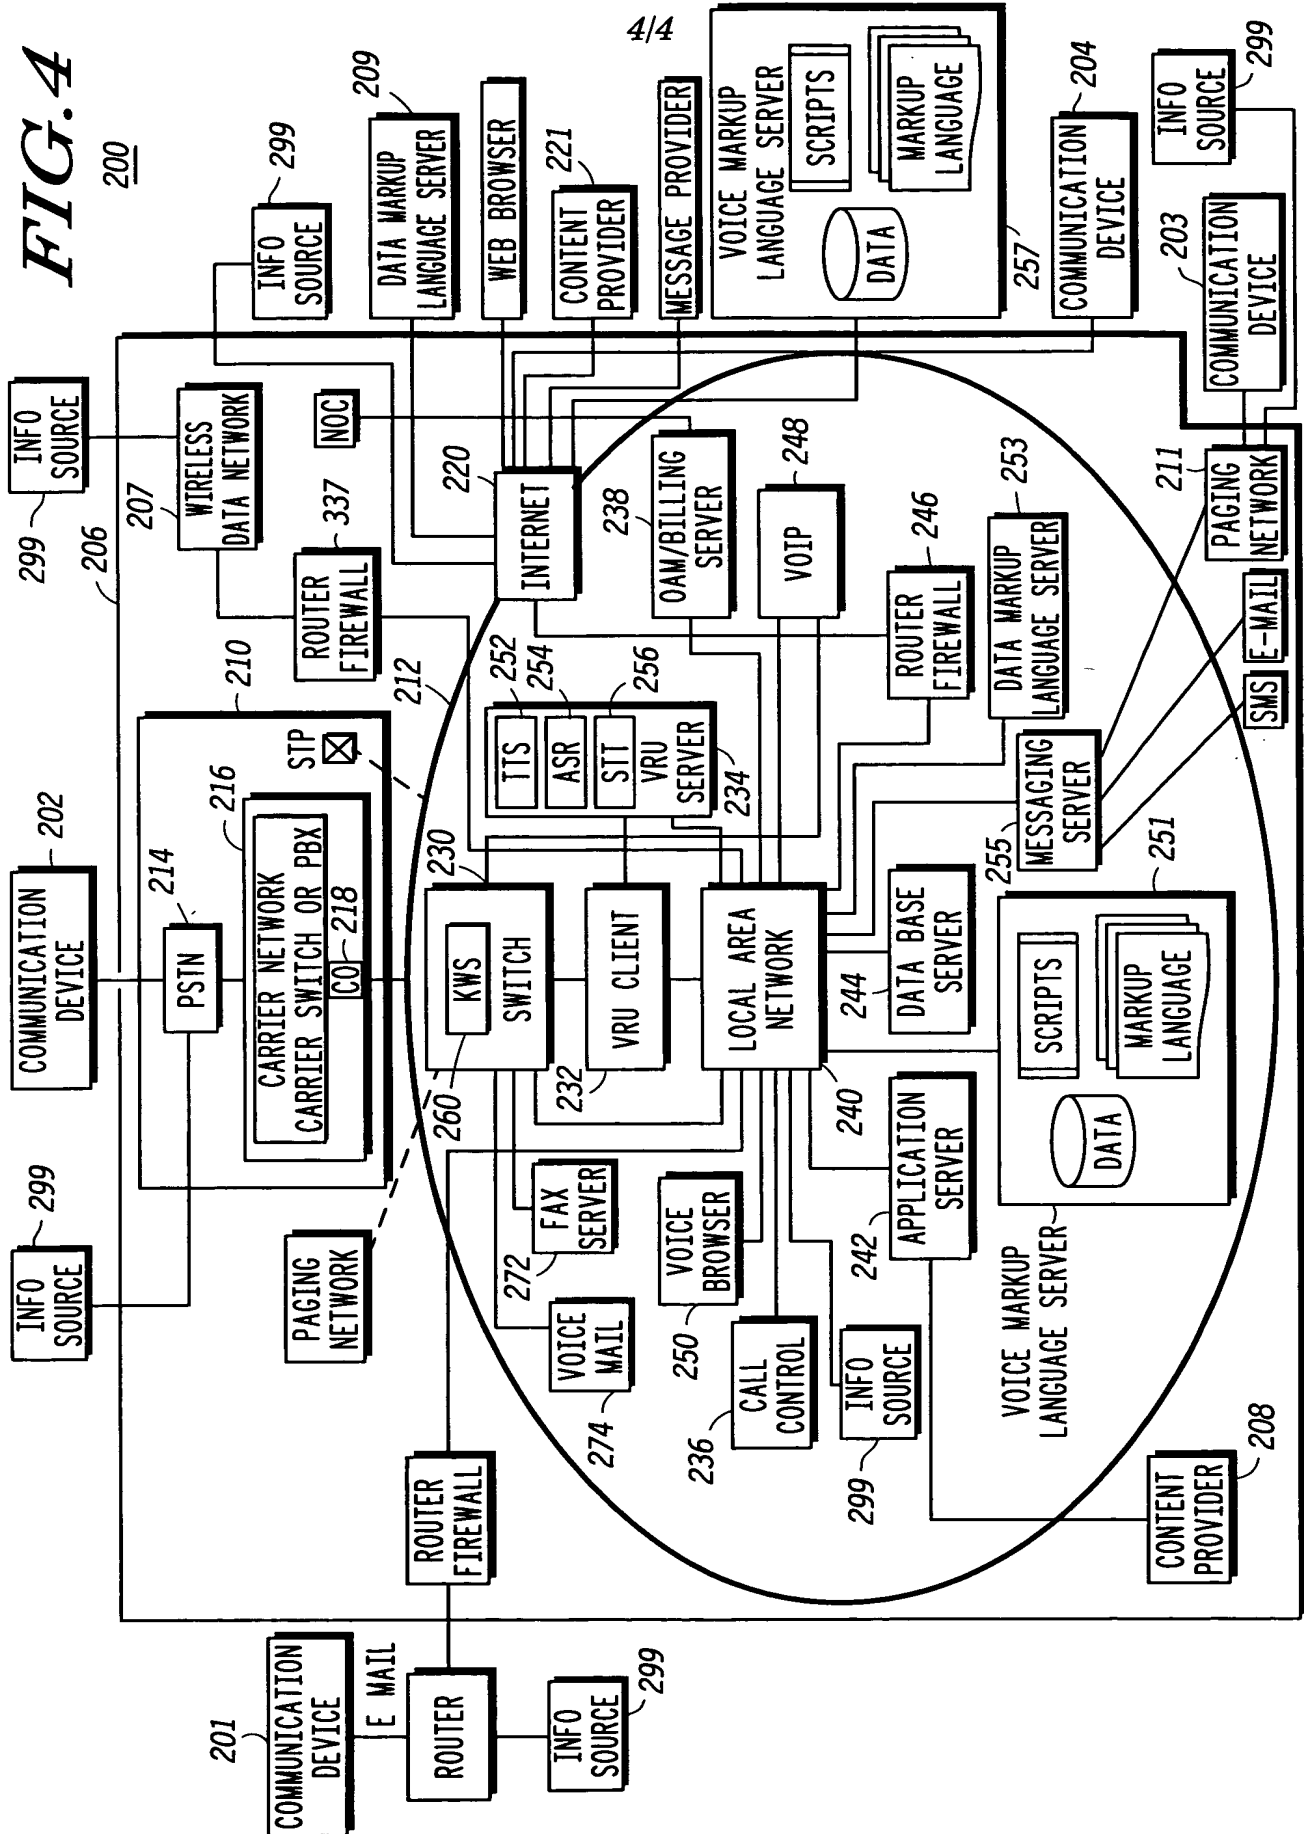 4/4
FIG.4
200
INFO
SOURCE
299
COMMUNICATION
DEVICE
202
INFO
SOURCE
299
206
PSTN
214
210
216
CARRIER NETWORK
CARRIER SWITCH OR PBX
CO
218
STP
WIRELESS
DATA NETWORK
207
ROUTER
FIREWALL
337
NOC
INFO
SOURCE
299
DATA MARKUP
LANGUAGE SERVER
209
WEB BROWSER
CONTENT
PROVIDER
221
MESSAGE PROVIDER
VOICE MARKUP
LANGUAGE SERVER
SCRIPTS
DATA
MARKUP
LANGUAGE
257
COMMUNICATION
DEVICE
204
INFO
SOURCE
299
COMMUNICATION
DEVICE
203
PAGING
NETWORK
211
E-MAIL
SMS
201
COMMUNICATION
DEVICE
E MAIL
ROUTER
INFO
SOURCE
299
ROUTER
FIREWALL
PAGING
NETWORK
212
INTERNET
220
KWS
260
SWITCH
230
TTS
252
ASR
254
STT
256
VRU
SERVER
234
VRU CLIENT
232
OAM/BILLING
SERVER
238
VOIP
248
LOCAL AREA
NETWORK
240
FAX
SERVER
272
VOICE
MAIL
274
VOICE
BROWSER
250
CALL
CONTROL
236
INFO
SOURCE
299
APPLICATION
SERVER
242
DATA BASE
SERVER
244
ROUTER
FIREWALL
246
DATA MARKUP
LANGUAGE SERVER
253
MESSAGING
SERVER
255
VOICE MARKUP
LANGUAGE SERVER
SCRIPTS
DATA
MARKUP
LANGUAGE
251
CONTENT
PROVIDER
208